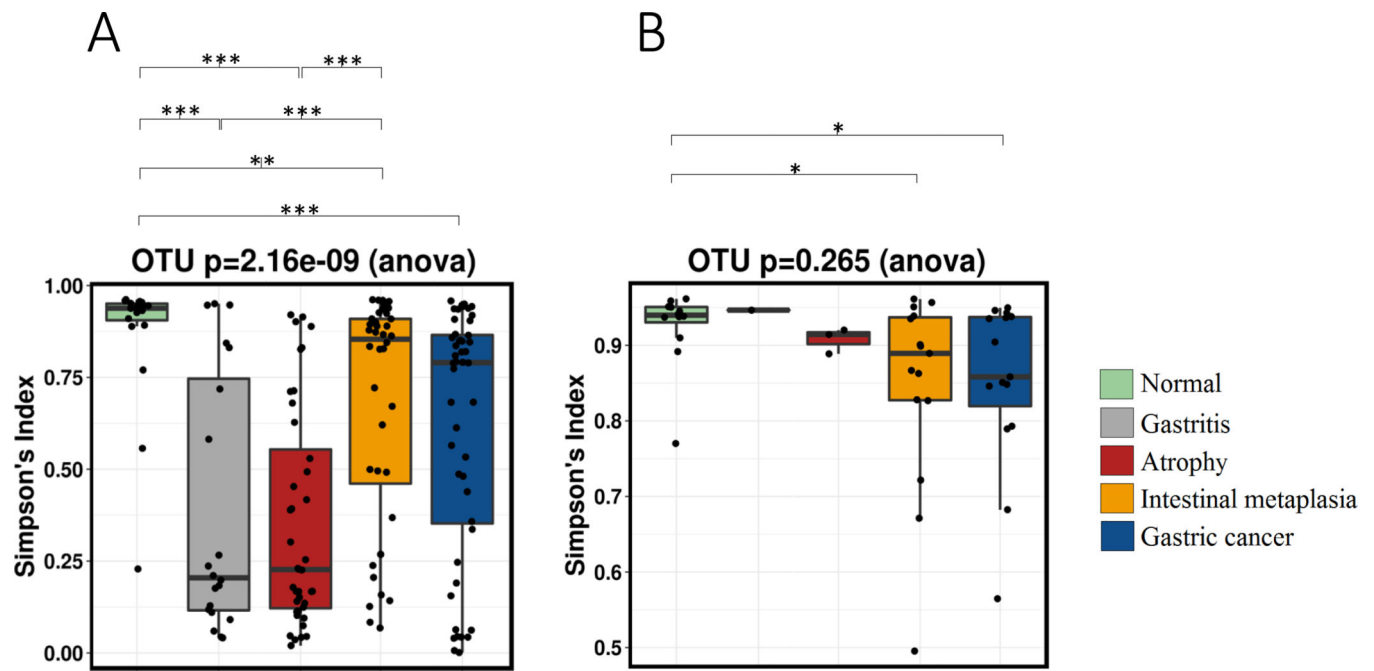 A
B
*** ***
*** ***
*
**
*
***
OTU p=2.16e-09 (anova)
OTU p=0.265 (anova)
Simpson's Index
1.00
0.75
0.50
0.25
0.00
Simpson's Index
0.9
0.8
0.7
0.6
0.5
Normal
Gastritis
Atrophy
Intestinal metaplasia
Gastric cancer